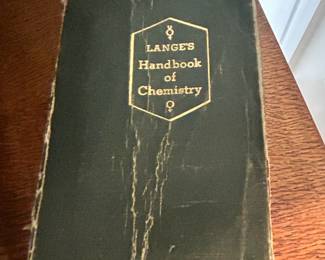 LANGE'S
Handbook
of
Chemistry